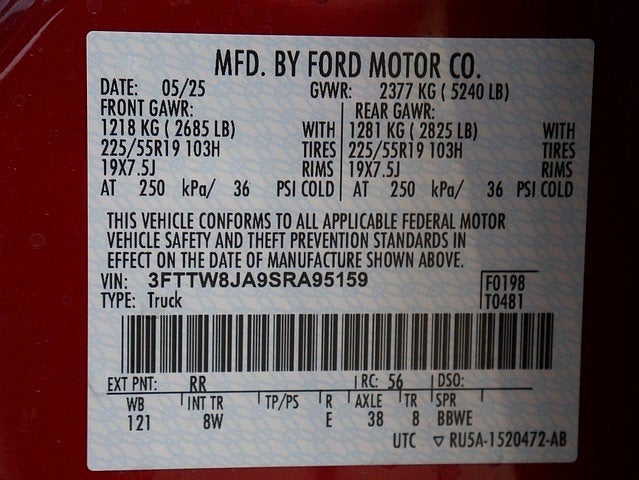 MFD. BY FORD MOTOR CO.
DATE: 05/25 GVWR: 2377 KG ( 5240 LB)
FRONT GAWR: REAR GAWR:
1218 KG ( 2685 LB) WITH 1281 KG ( 2825 LB) WITH
225/55R19 103H TIRES 225/55R19 103H TIRES
19X7.5J RIMS 19X7.5J RIMS
AT 250 kPa/ 36 PSI COLD AT 250 kPa/ 36 PSI COLD
THIS VEHICLE CONFORMS TO ALL APPLICABLE FEDERAL MOTOR
VEHICLE SAFETY AND THEFT PREVENTION STANDARDS IN
EFFECT ON THE DATE OF MANUFACTURE SHOWN ABOVE.
VIN: 3FTTW8JA9SRA95159 F0198
TYPE: Truck T0481
EXT PNT: RR RC: 56 DSO:
WB INT TR TP/PS R AXLE TR SPR
121 8W E 38 8 BBWE
UTC ▽ RU5A-1520472-AB